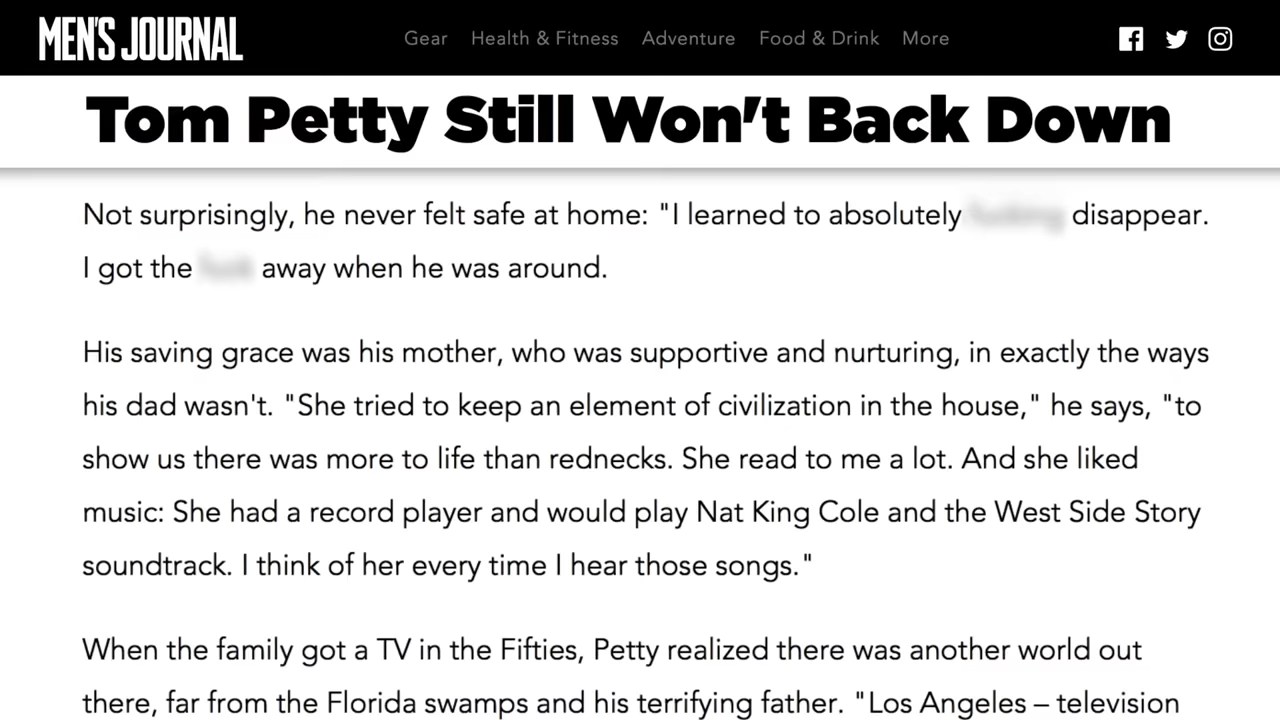 MEN'S JOURNAL
Gear Health & Fitness Adventure Food & Drink More
Tom Petty Still Won't Back Down
Not surprisingly, he never felt safe at home: "I learned to absolutely disappear.
I got the away when he was around.
His saving grace was his mother, who was supportive and nurturing, in exactly the ways
his dad wasn't. "She tried to keep an element of civilization in the house," he says, "to
show us there was more to life than rednecks. She read to me a lot. And she liked
music: She had a record player and would play Nat King Cole and the West Side Story
soundtrack. I think of her every time I hear those songs."
When the family got a TV in the Fifties, Petty realized there was another world out
there, far from the Florida swamps and his terrifying father. "Los Angeles – television